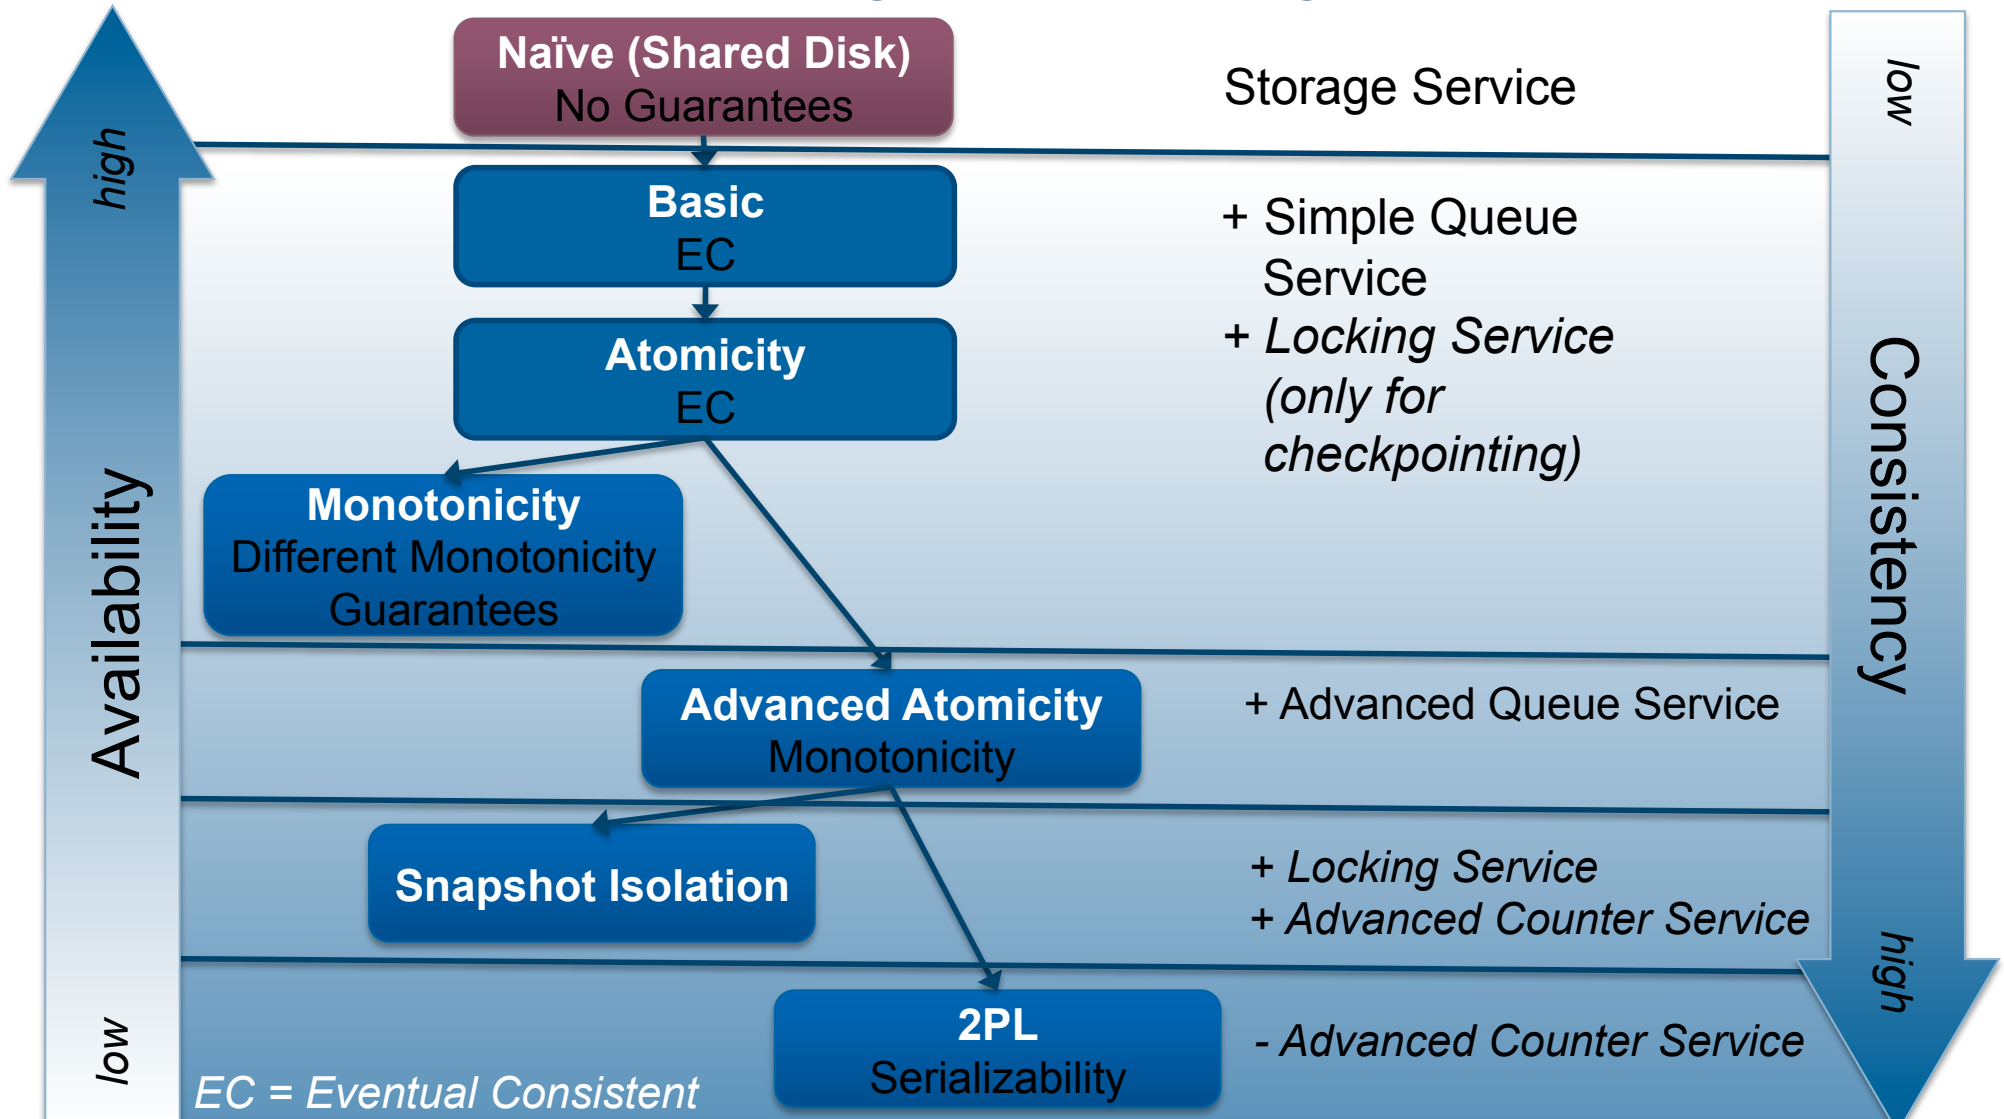 Naïve (Shared Disk)
No Guarantees
Storage Service
low
high
Basic
EC
+ Simple Queue
Service
+ Locking Service
(only for
checkpointing)
Atomicity
EC
Monotonicity
Different Monotonicity
Guarantees
Availability
Consistency
Advanced Atomicity
Monotonicity
+ Advanced Queue Service
Snapshot Isolation
+ Locking Service
+ Advanced Counter Service
high
low
2PL
Serializability
- Advanced Counter Service
EC = Eventual Consistent